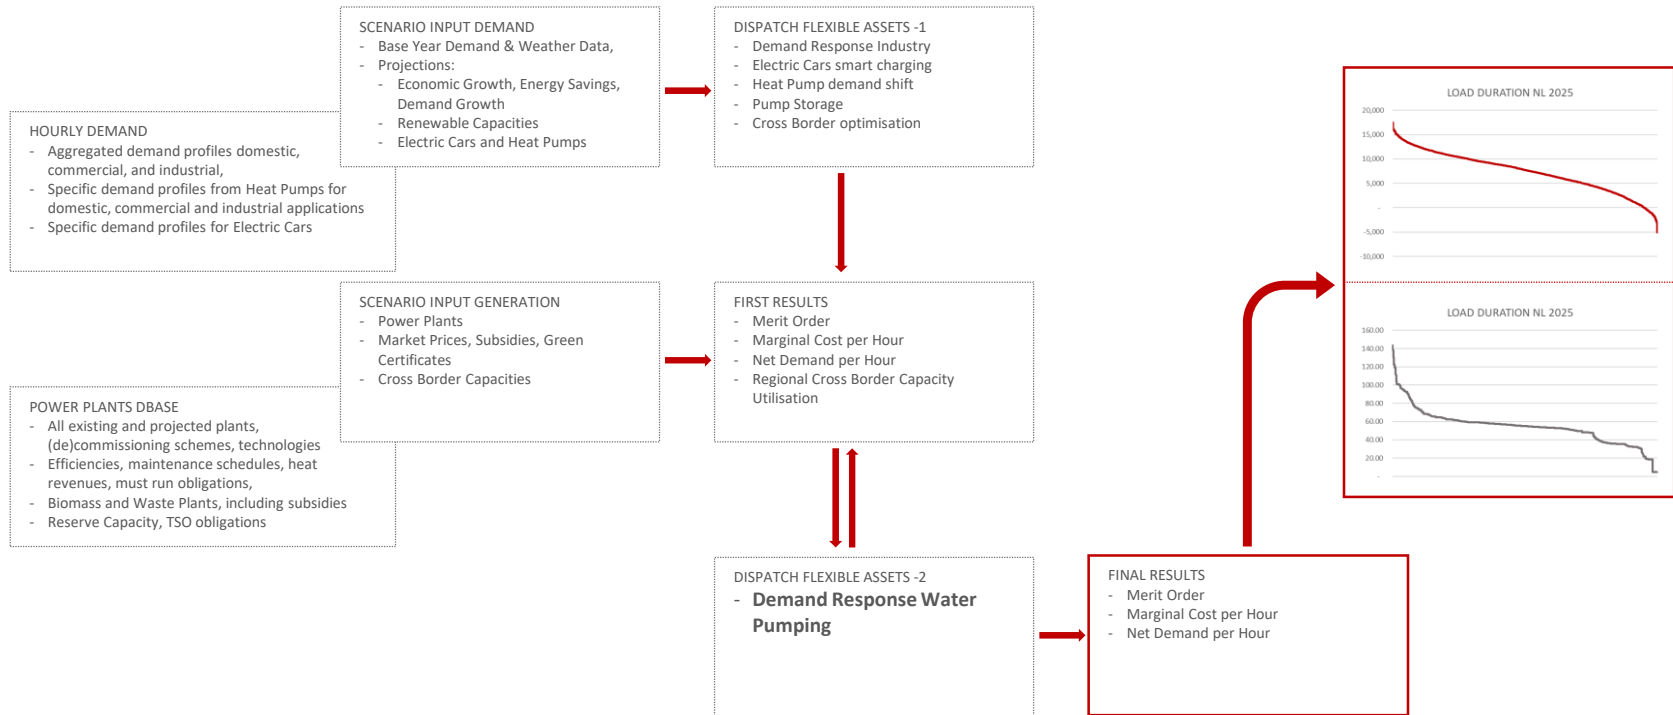 SCENARIO INPUT DEMAND
- Base Year Demand & Weather Data,
- Projections:
- Economic Growth, Energy Savings,
Demand Growth
- Renewable Capacities
- Electric Cars and Heat Pumps
DISPATCH FLEXIBLE ASSETS -1
- Demand Response Industry
- Electric Cars smart charging
- Heat Pump demand shift
- Pump Storage
- Cross Border optimisation
HOURLY DEMAND
- Aggregated demand profiles domestic,
commercial, and industrial,
- Specific demand profiles from Heat Pumps for
domestic, commercial and industrial applications
- Specific demand profiles for Electric Cars
SCENARIO INPUT GENERATION
- Power Plants
- Market Prices, Subsidies, Green
Certificates
- Cross Border Capacities
FIRST RESULTS
- Merit Order
- Marginal Cost per Hour
- Net Demand per Hour
- Regional Cross Border Capacity
Utilisation
POWER PLANTS DBASE
- All existing and projected plants,
(de)commissioning schemes, technologies
- Efficiencies, maintenance schedules, heat
revenues, must run obligations,
- Biomass and Waste Plants, including subsidies
- Reserve Capacity, TSO obligations
DISPATCH FLEXIBLE ASSETS -2
- Demand Response Water
Pumping
FINAL RESULTS
- Merit Order
- Marginal Cost per Hour
- Net Demand per Hour
LOAD DURATION NL 2025
20,000
15,000
10,000
5,000
-
-5,000
-10,000
LOAD DURATION NL 2025
160.00
140.00
120.00
100.00
80.00
60.00
40.00
20.00
-